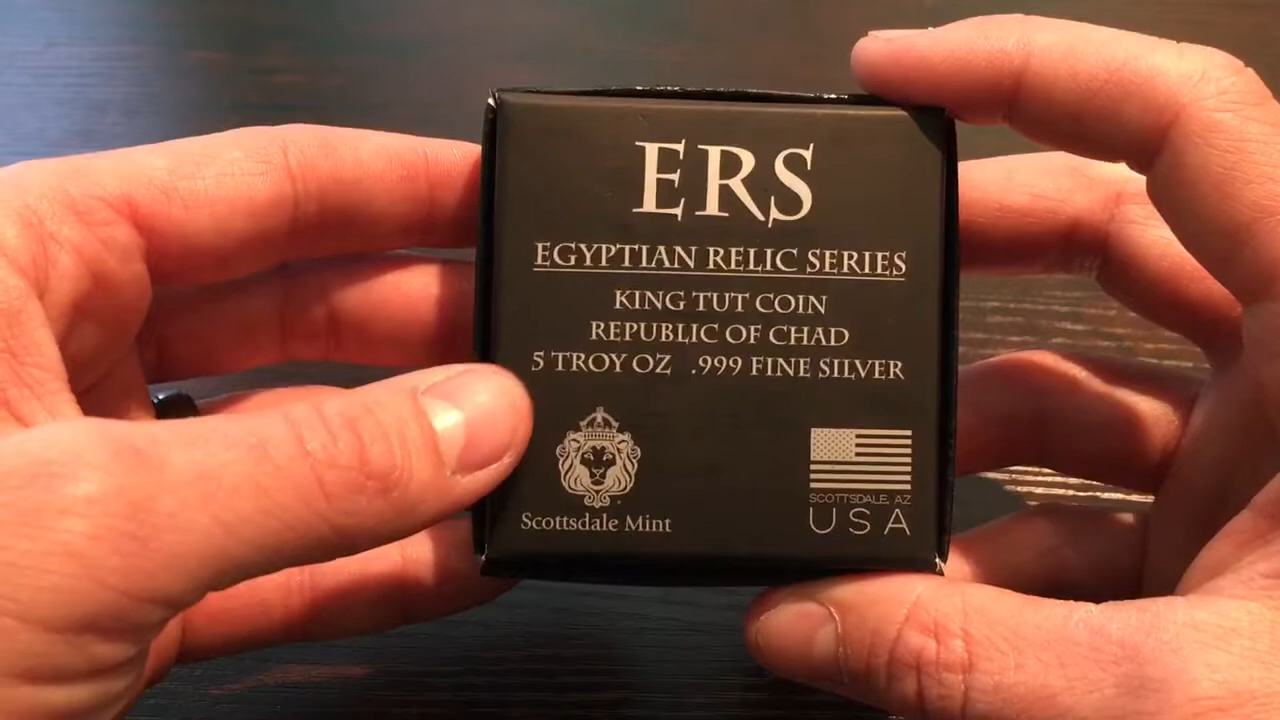 ERS
EGYPTIAN RELIC SERIES
KING TUT COIN
REPUBLIC OF CHAD
5 TROY OZ .999 FINE SILVER
Scottsdale Mint
SCOTTSDALE, AZ
USA